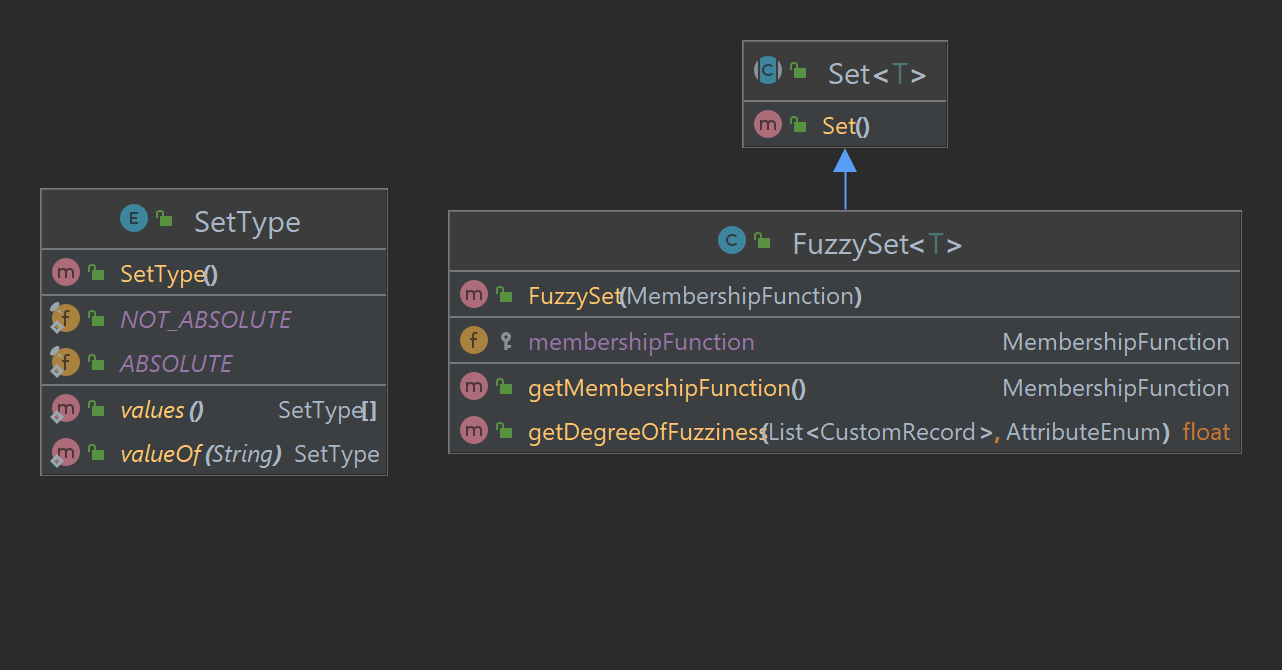 Set<T>
Set()
SetType
SetType()
NOT_ABSOLUTE
ABSOLUTE
values() SetType[]
valueOf(String) SetType
FuzzySet<T>
FuzzySet(MembershipFunction)
membershipFunction MembershipFunction
getMembershipFunction() MembershipFunction
getDegreeOfFuzziness(List<CustomRecord>, AttributeEnum) float